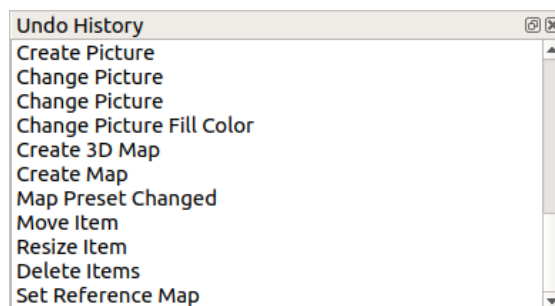 Undo History
Create Picture
Change Picture
Change Picture
Change Picture Fill Color
Create 3D Map
Create Map
Map Preset Changed
Move Item
Resize Item
Delete Items
Set Reference Map